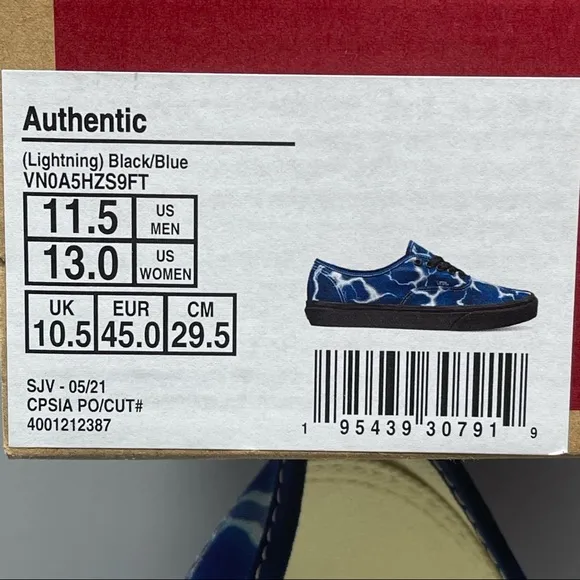 Authentic
(Lightning) Black/Blue
VN0A5HZS9FT
11.5 US MEN
13.0 US WOMEN
UK EUR CM
10.5 45.0 29.5
SJV - 05/21
CPSIA PO/CUT#
4001212387
1 95439 30791 9